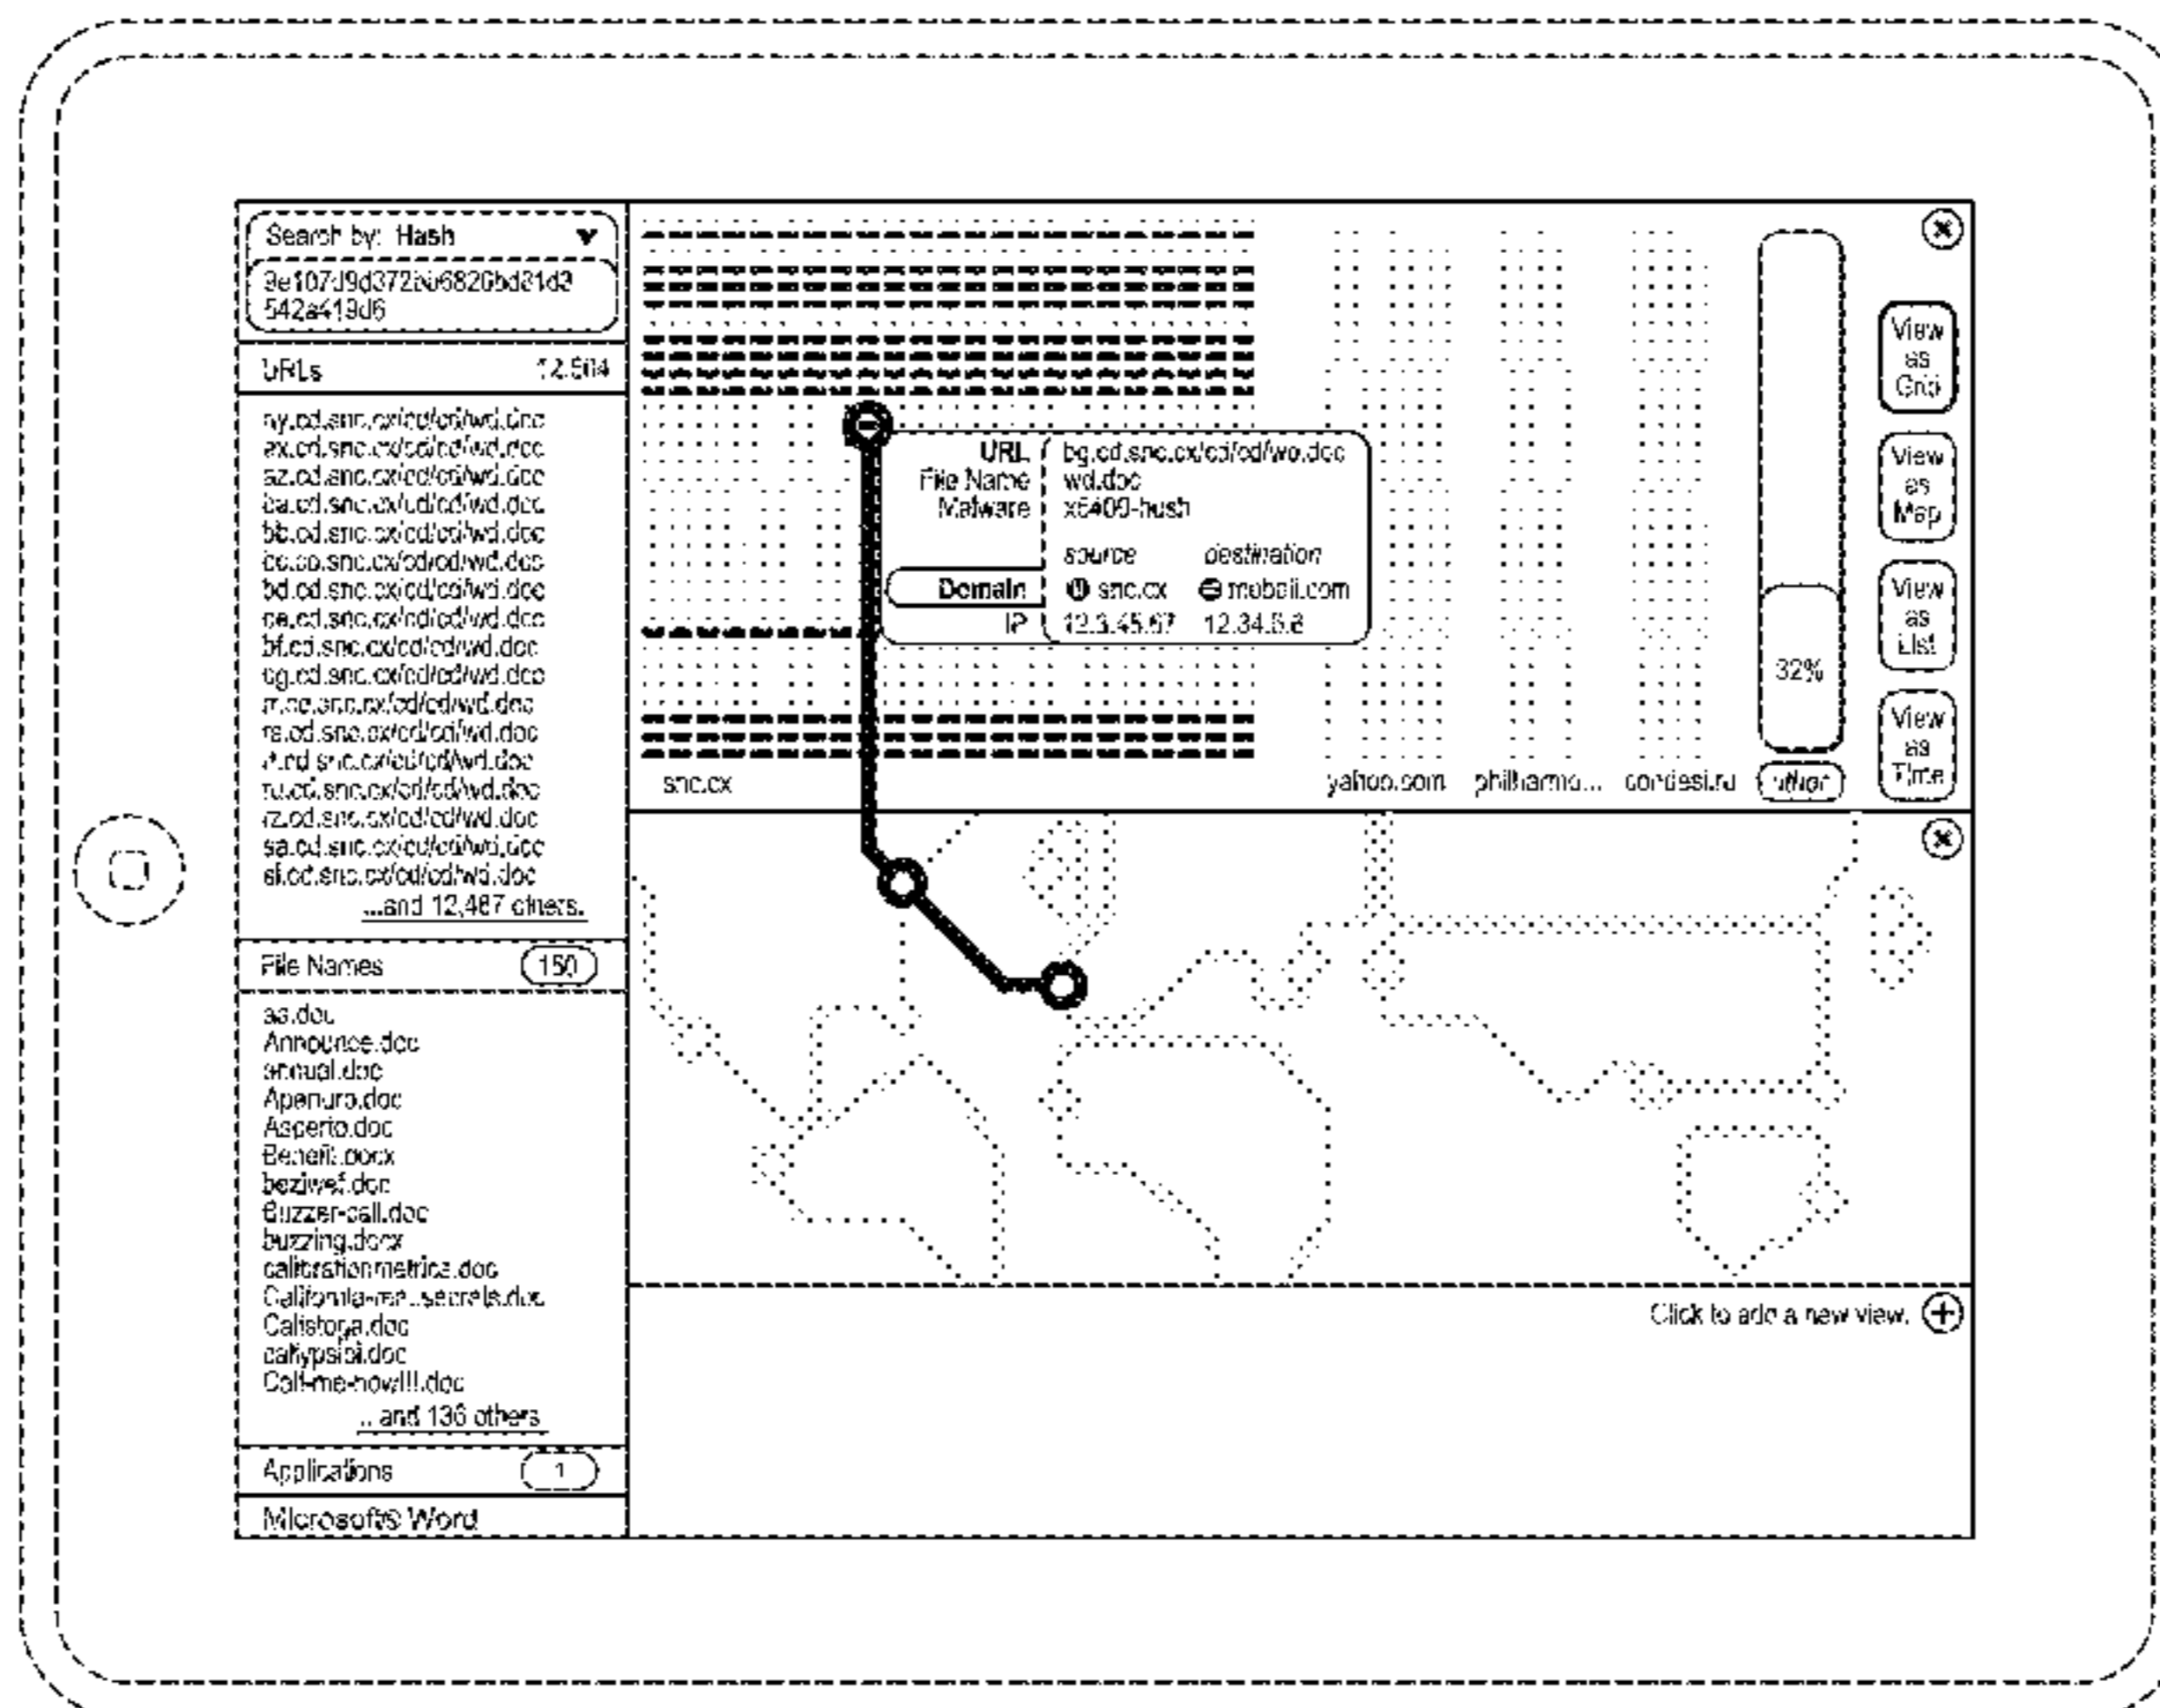 Search by: Hash
9e107d9d372bb6826bd81d3
542a419d6
URLs 12,504
ay.cd.snc.cx/cd/cd/wd.doc
ax.cd.snc.cx/cd/cd/wd.doc
az.cd.snc.cx/cd/cd/wd.doc
ba.cd.snc.cx/cd/cd/wd.doc
bb.cd.snc.cx/cd/cd/wd.doc
bc.cd.snc.cx/cd/cd/wd.doc
bd.cd.snc.cx/cd/cd/wd.doc
be.cd.snc.cx/cd/cd/wd.doc
bf.cd.snc.cx/cd/cd/wd.doc
bg.cd.snc.cx/cd/cd/wd.doc
rs.cd.snc.cx/cd/cd/wd.doc
ru.cd.snc.cx/cd/cd/wd.doc
rz.cd.snc.cx/cd/cd/wd.doc
sa.cd.snc.cx/cd/cd/wd.doc
...and 12,487 others.
File Names 150
as.doc
Announce.doc
annual.doc
Asperto.doc
Benefit.docx
Buzzer-call.doc
buzzing.docx
calibrationmetrics.doc
Calistoga.doc
Call-me-now!!!.doc
...and 136 others
Applications 1
Microsoft® Word
URL bg.cd.snc.cx/cd/cd/wd.doc
File Name wd.doc
Malware x6409-hush
source destination
Domain snc.cx mobaii.com
IP 12.3.45.67 12.34.5.6
snc.cx yahoo.com philharmo... condesi.ru other
32%
View as Grid
View as Map
View as List
View as Time
Click to add a new view.